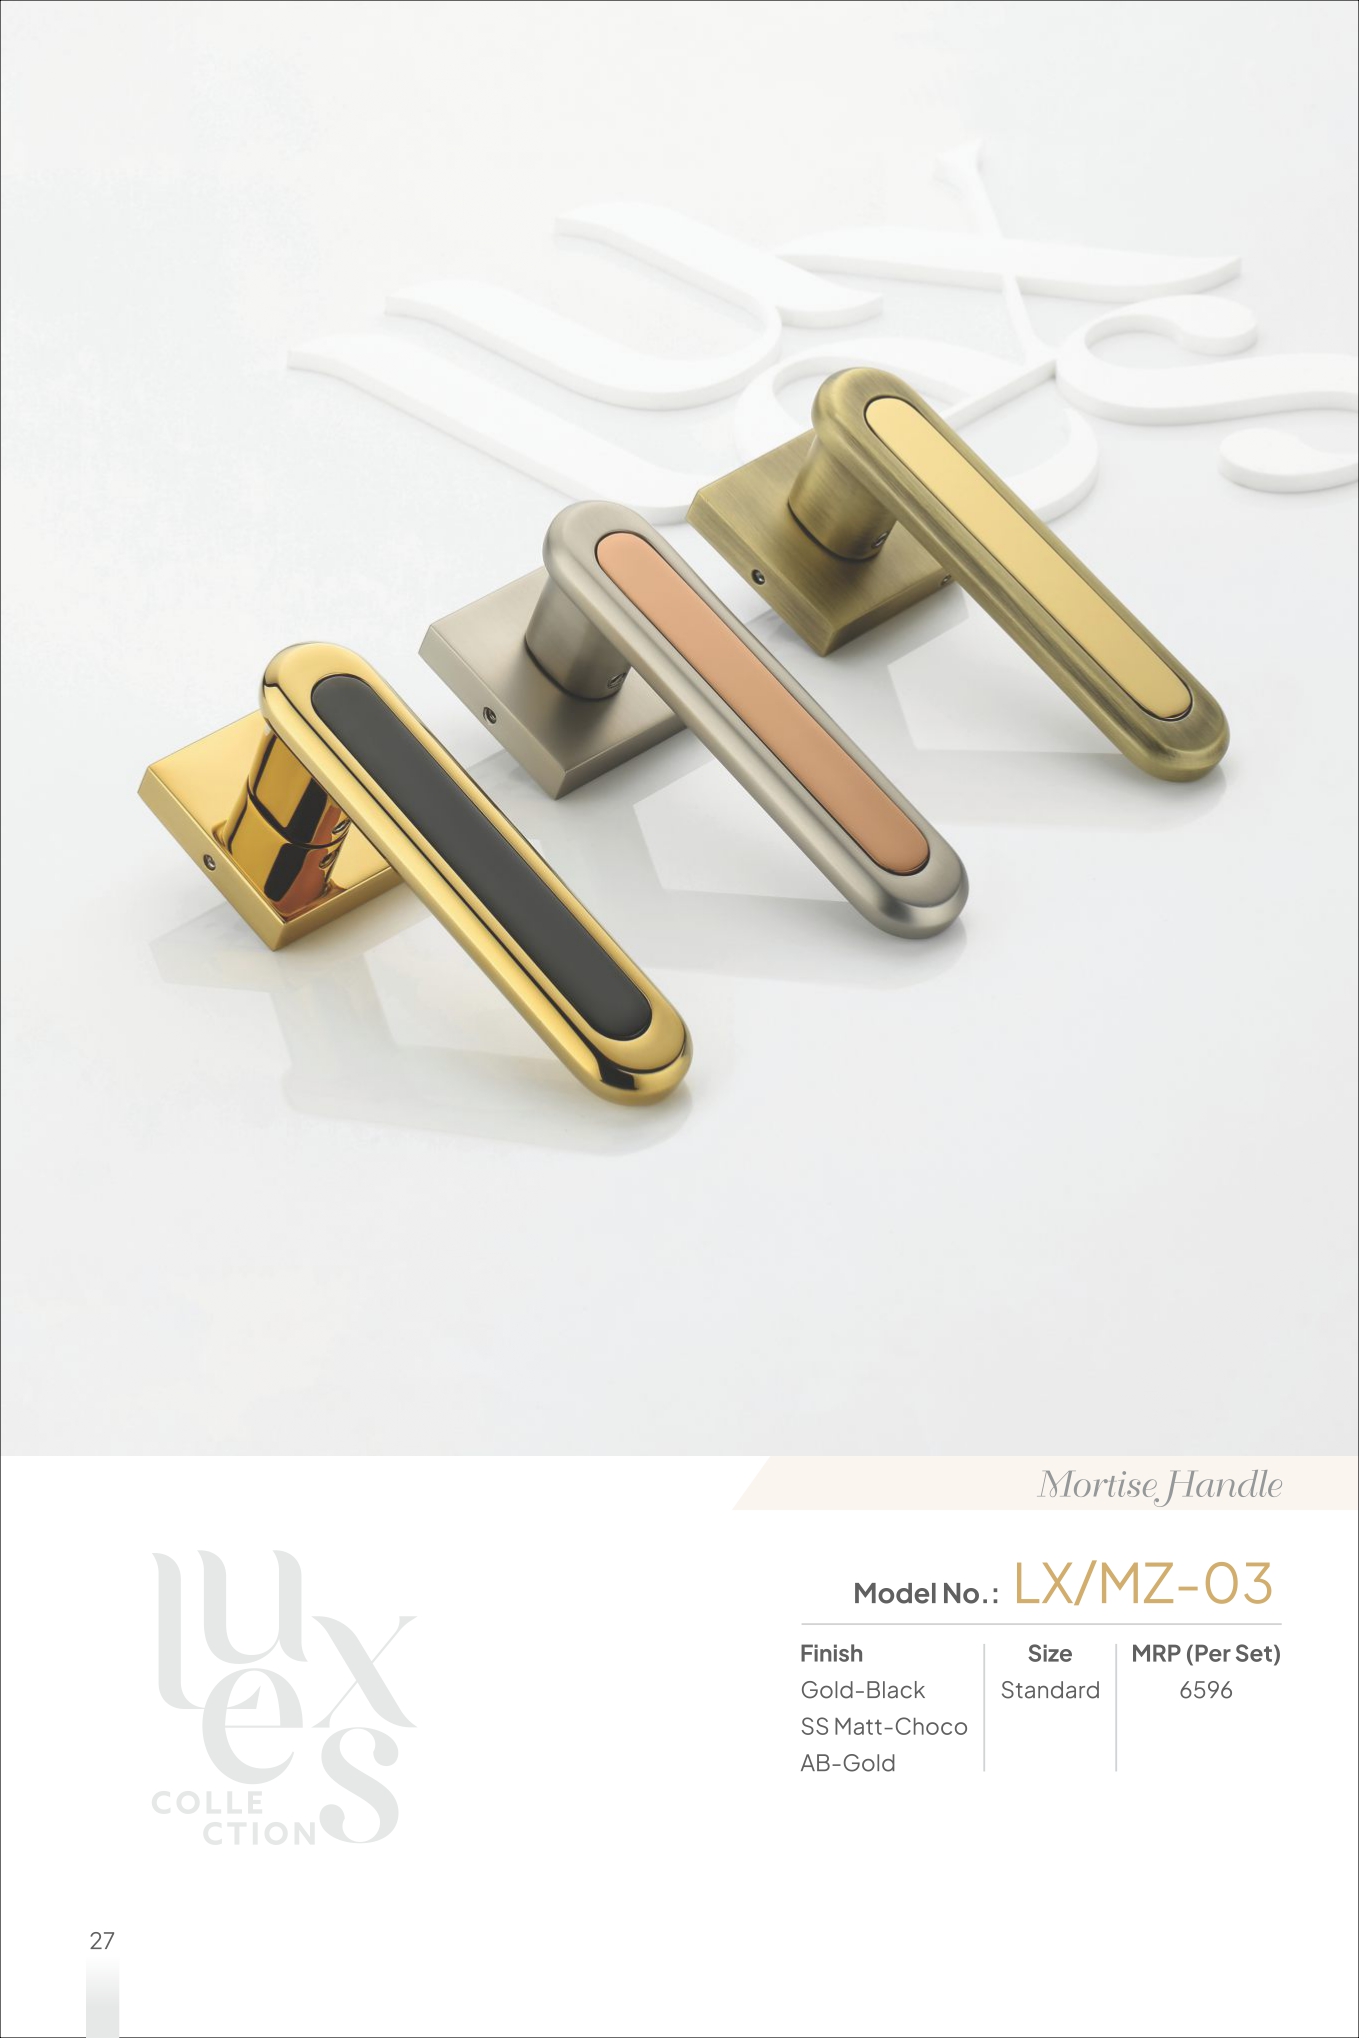 luxes
Mortise Handle
Model No.: LX/MZ-03
Finish Size MRP (Per Set)
Gold-Black Standard 6596
SS Matt-Choco
AB-Gold
luxes
COLLE
CTION
27